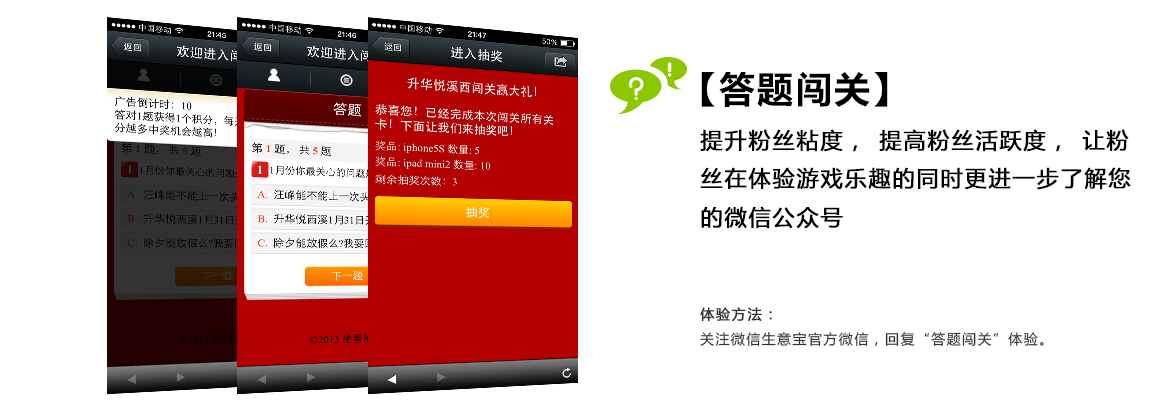 中国移动
21:45
返回
欢迎进入闯
广告倒计时：10
答对1题获得1个积分，每
分越多中奖机会越高！
第 1 题， 共 5 题
1 1月份你最关心的问题
A. 汪峰能不能上一次头
B. 升华悦西溪1月31日
C. 除夕能放假么?我要
下一题
©2013
中国移动
21:46
返回
欢迎进入闯
答题
第 1 题， 共 5 题
1 1月份你最关心的问题
A. 汪峰能不能上一次头
B. 升华悦西溪1月31日
C. 除夕能放假么?我要
下一题
©2013
中国移动
21:47
50%
返回
进入抽奖
升华悦溪西闯关赢大礼！
恭喜您！已经完成本次闯关所有关
卡！下面让我们来抽奖吧！
奖品: iphone5S 数量: 5
奖品: ipad mini2 数量: 10
剩余抽奖次数：3
抽奖
【答题闯关】
提升粉丝粘度， 提高粉丝活跃度， 让粉
丝在体验游戏乐趣的同时更进一步了解您
的微信公众号
体验方法：
关注微信生意宝官方微信，回复“答题闯关”体验。